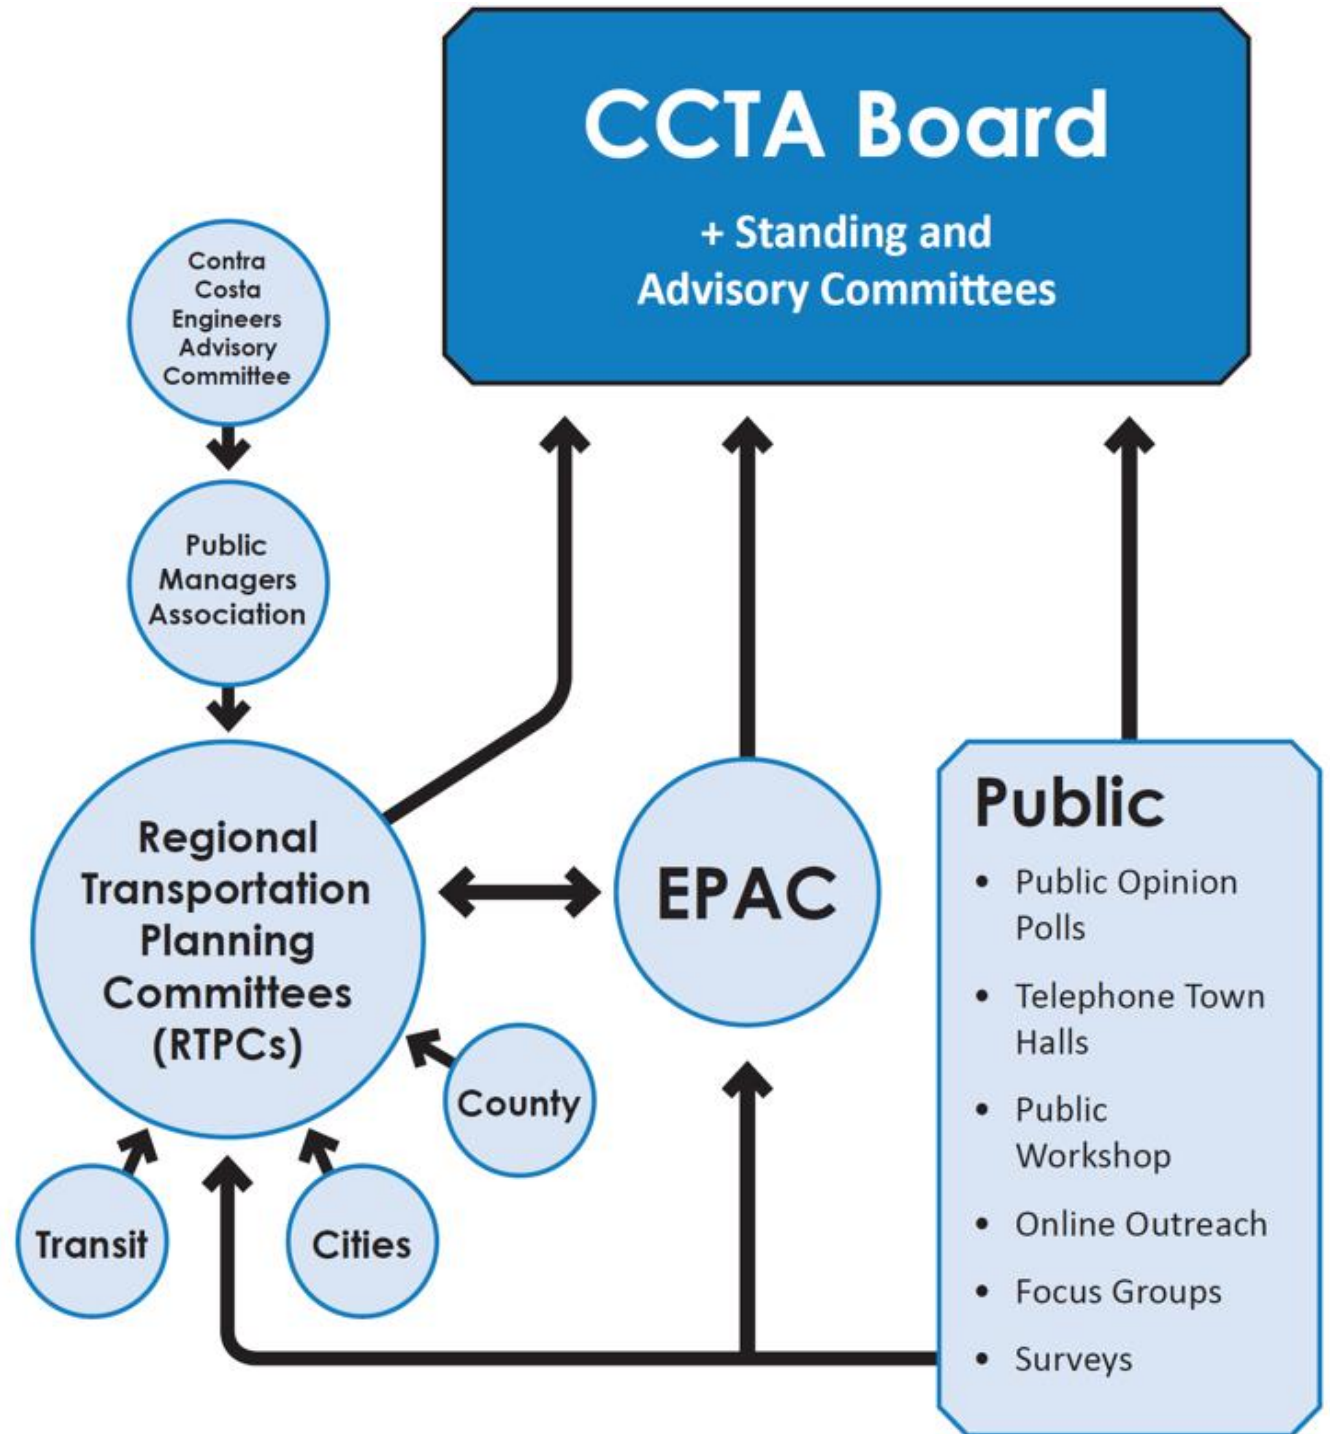 CCTA Board
+ Standing and
Advisory Committees
Contra
Costa
Engineers
Advisory
Committee
Public
Managers
Association
Regional
Transportation
Planning
Committees
(RTPCs)
EPAC
County
Transit
Cities
Public
• Public Opinion
Polls
• Telephone Town
Halls
• Public
Workshop
• Online Outreach
• Focus Groups
• Surveys